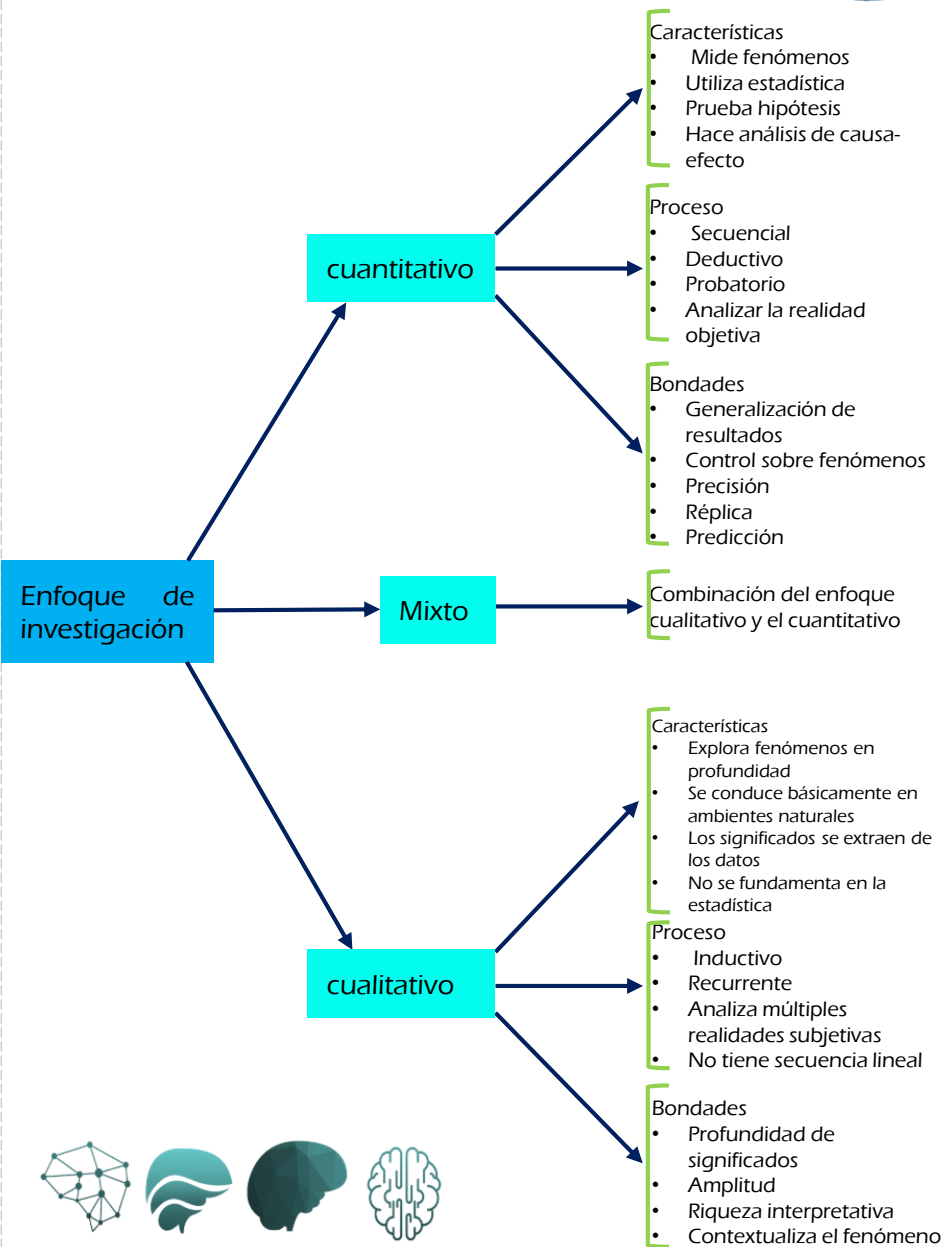 Enfoque de
investigación
cuantitativo
Características
• Mide fenómenos
• Utiliza estadística
• Prueba hipótesis
• Hace análisis de causa-
efecto
Proceso
• Secuencial
• Deductivo
• Probatorio
• Analizar la realidad
objetiva
Bondades
• Generalización de
resultados
• Control sobre fenómenos
• Precisión
• Réplica
• Predicción
Mixto
Combinación del enfoque
cualitativo y el cuantitativo
cualitativo
Características
• Explora fenómenos en
profundidad
• Se conduce básicamente en
ambientes naturales
• Los significados se extraen de
los datos
• No se fundamenta en la
estadística
Proceso
• Inductivo
• Recurrente
• Analiza múltiples
realidades subjetivas
• No tiene secuencia lineal
Bondades
• Profundidad de
significados
• Amplitud
• Riqueza interpretativa
• Contextualiza el fenómeno